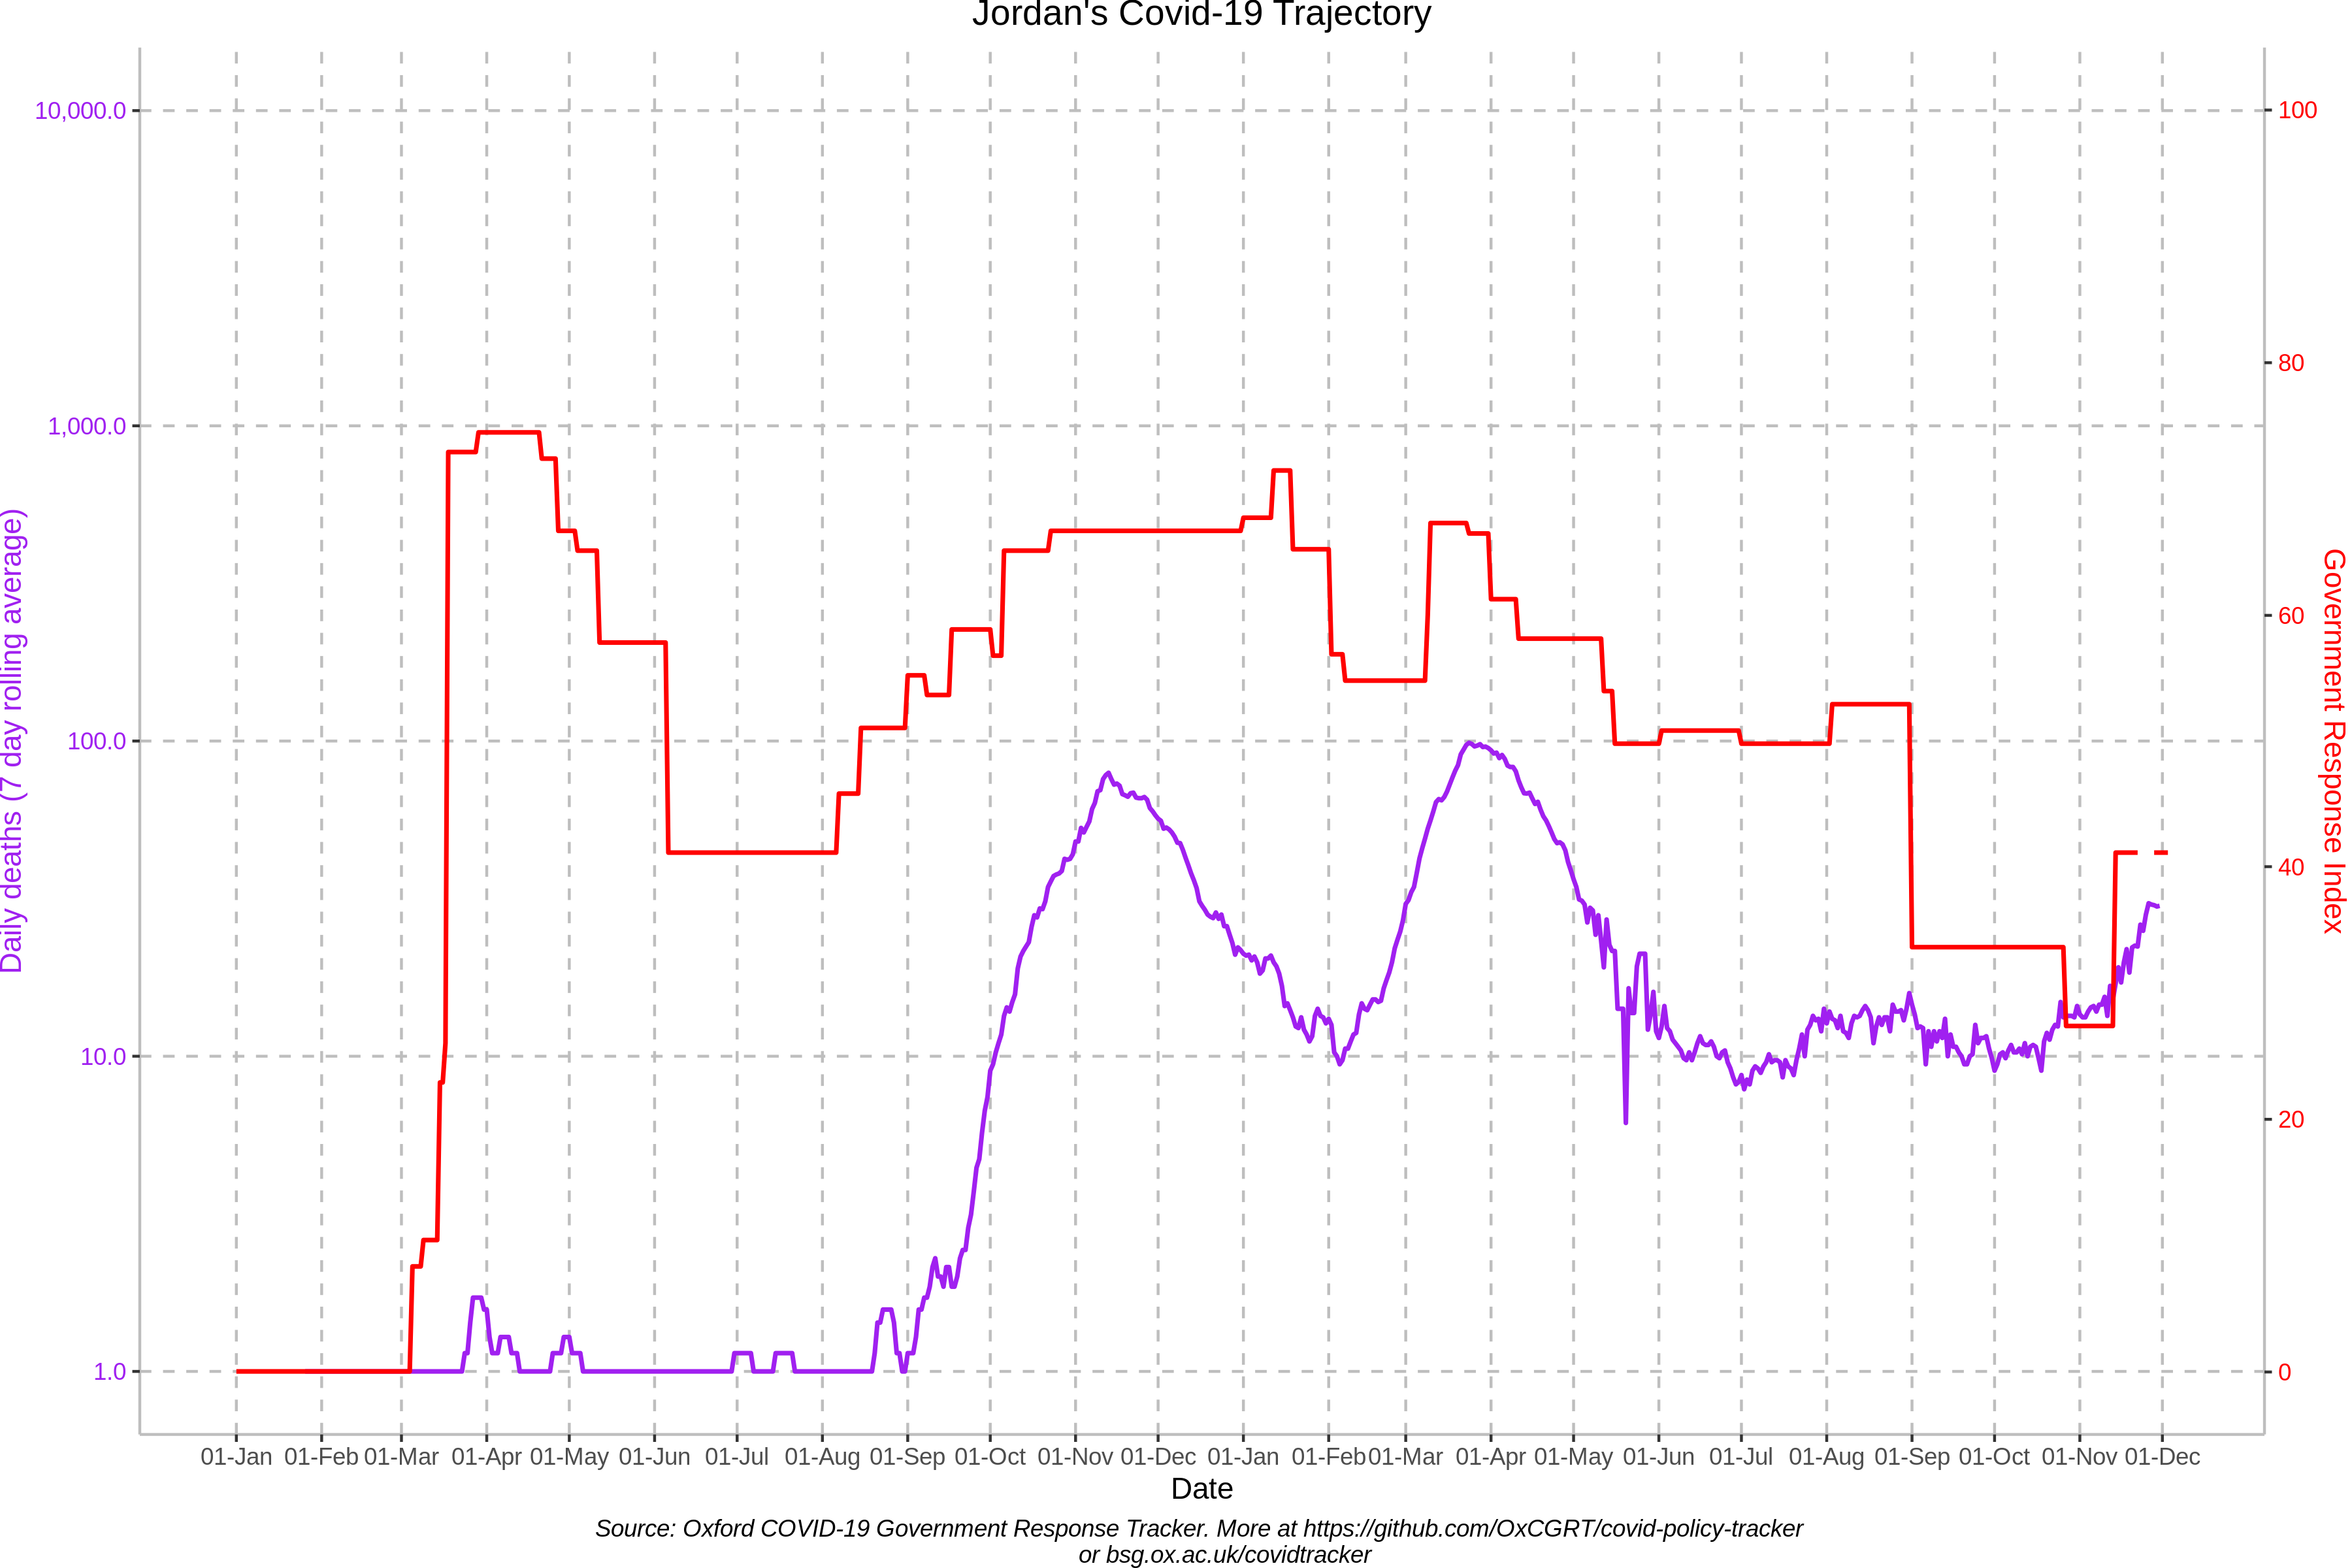 Jordan's Covid-19 Trajectory
10,000.0
1,000.0
100.0
10.0
1.0
Daily deaths (7 day rolling average)
100
80
60
40
20
0
Government Response Index
01-Jan 01-Feb 01-Mar 01-Apr 01-May 01-Jun 01-Jul 01-Aug 01-Sep 01-Oct 01-Nov 01-Dec 01-Jan 01-Feb 01-Mar 01-Apr 01-May 01-Jun 01-Jul 01-Aug 01-Sep 01-Oct 01-Nov 01-Dec
Date
Source: Oxford COVID-19 Government Response Tracker. More at https://github.com/OxCGRT/covid-policy-tracker
or bsg.ox.ac.uk/covidtracker